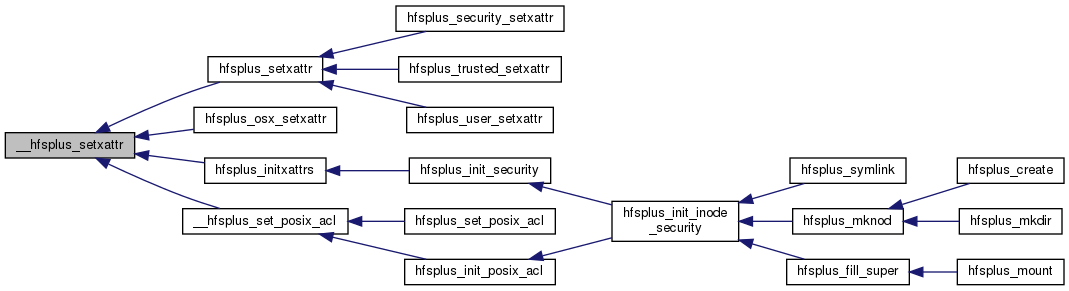 hfsplus_security_setxattr
hfsplus_setxattr
hfsplus_trusted_setxattr
hfsplus_osx_setxattr
hfsplus_user_setxattr
__hfsplus_setxattr
hfsplus_initxattrs
hfsplus_init_security
hfsplus_symlink
hfsplus_create
__hfsplus_set_posix_acl
hfsplus_set_posix_acl
hfsplus_init_inode
_security
hfsplus_mknod
hfsplus_mkdir
hfsplus_init_posix_acl
hfsplus_fill_super
hfsplus_mount